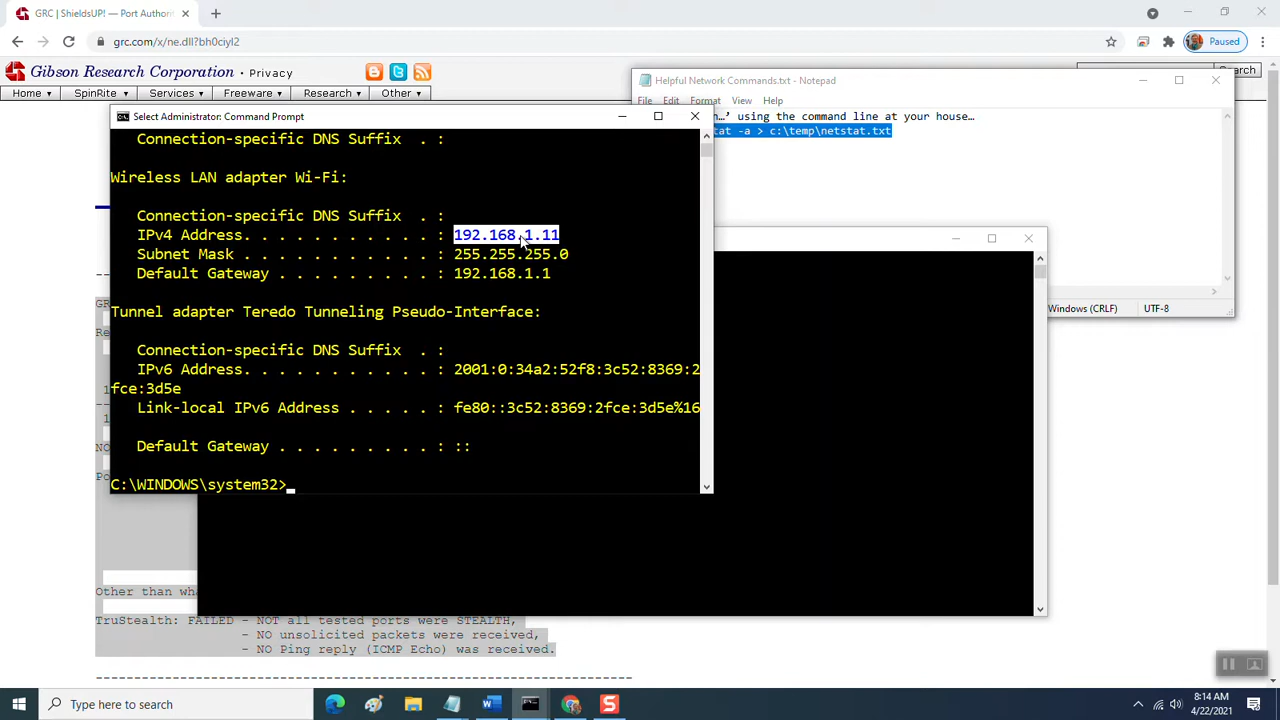 GRC | ShieldsUP! — Port Author
grc.com/x/ne.dll?bh0ciyI2
Paused
Gibson Research Corporation · Privacy
Home
SpinRite
Services
Freeware
Research
Other
Search
Helpful Network Commands.txt - Notepad
File Edit Format View Help
n…’ using the command line at your house…
tat -a > c:\temp\netstat.txt
Windows (CRLF)
UTF-8
Select Administrator: Command Prompt
Connection-specific DNS Suffix . :
Wireless LAN adapter Wi-Fi:
Connection-specific DNS Suffix . :
IPv4 Address. . . . . . . . . . . : 192.168.1.11
Subnet Mask . . . . . . . . . . . : 255.255.255.0
Default Gateway . . . . . . . . . : 192.168.1.1
Tunnel adapter Teredo Tunneling Pseudo-Interface:
Connection-specific DNS Suffix . :
IPv6 Address. . . . . . . . . . . : 2001:0:34a2:52f8:3c52:8369:2
fce:3d5e
Link-local IPv6 Address . . . . . : fe80::3c52:8369:2fce:3d5e%16
Default Gateway . . . . . . . . . : ::
C:\WINDOWS\system32>
Other than wha
TruStealth: FAILED - NOT all tested ports were STEALTH,
- NO unsolicited packets were received,
- NO Ping reply (ICMP Echo) was received.
Type here to search
8:14 AM
4/22/2021